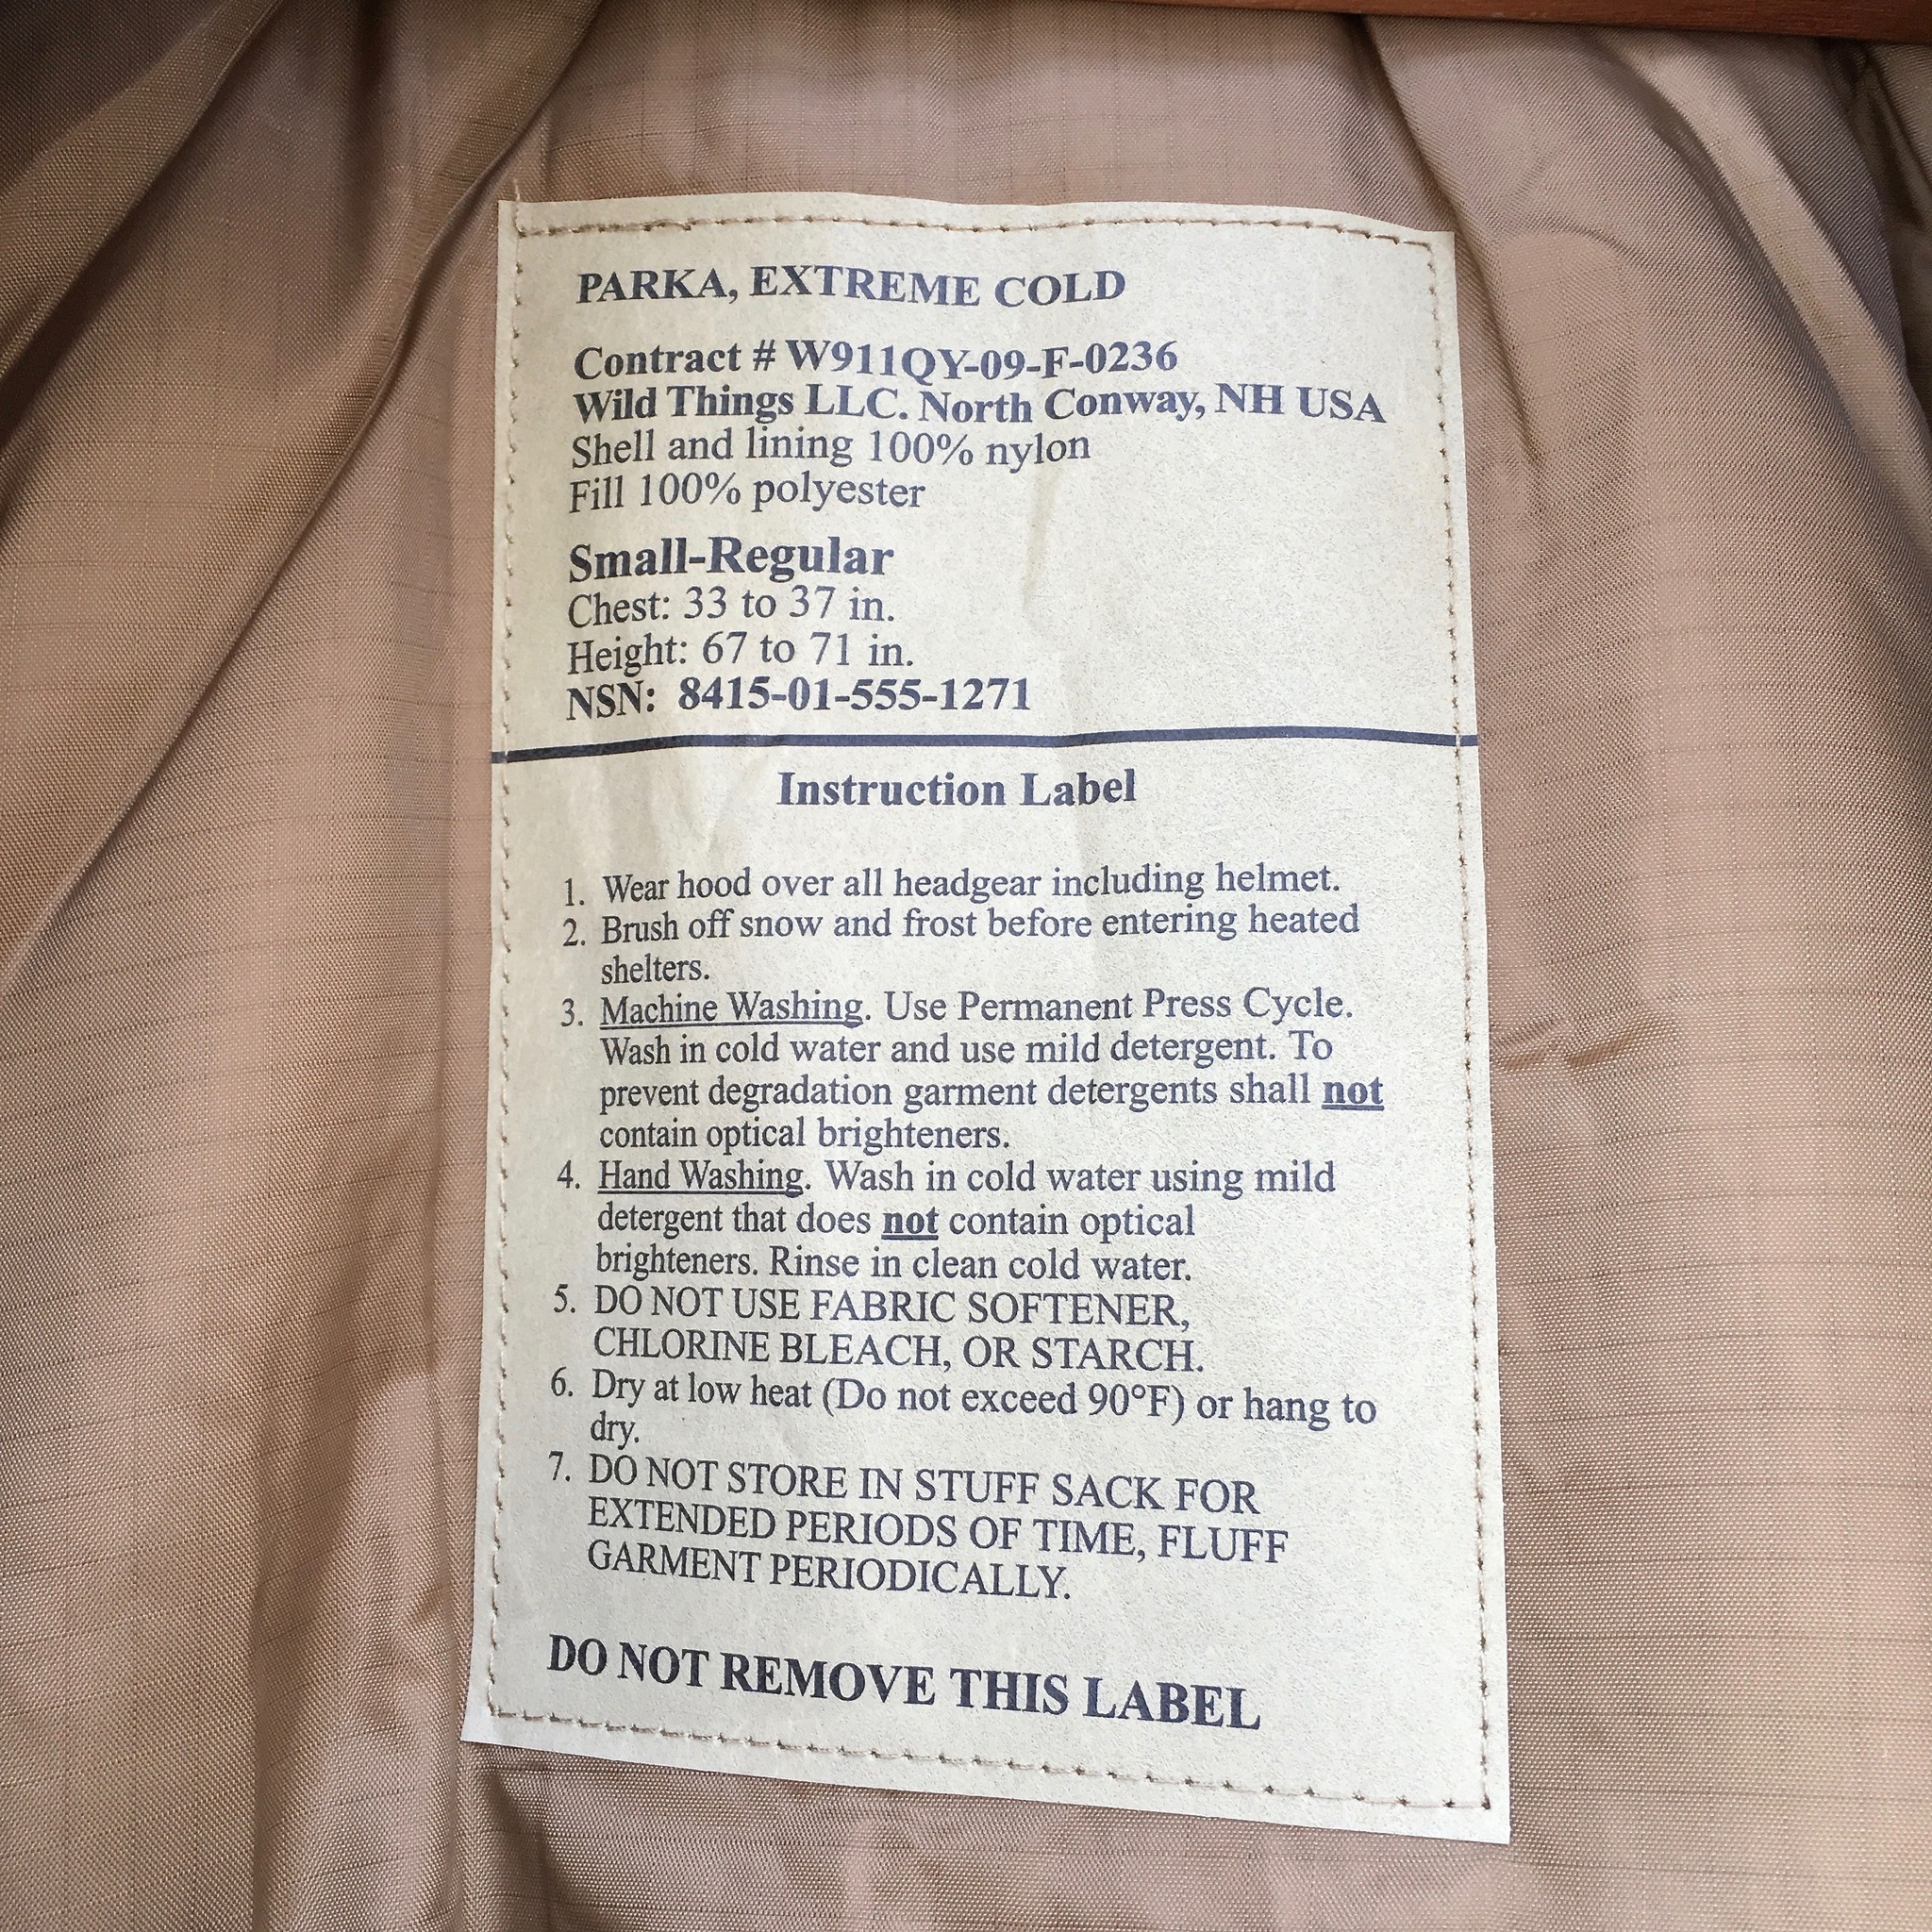 PARKA, EXTREME COLD
Contract # W911QY-09-F-0236
Wild Things LLC. North Conway, NH USA
Shell and lining 100% nylon
Fill 100% polyester
Small-Regular
Chest: 33 to 37 in.
Height: 67 to 71 in.
NSN: 8415-01-555-1271
Instruction Label
1. Wear hood over all headgear including helmet.
2. Brush off snow and frost before entering heated
shelters.
3. Machine Washing. Use Permanent Press Cycle.
Wash in cold water and use mild detergent. To
prevent degradation garment detergents shall not
contain optical brighteners.
4. Hand Washing. Wash in cold water using mild
detergent that does not contain optical
brighteners. Rinse in clean cold water.
5. DO NOT USE FABRIC SOFTENER,
CHLORINE BLEACH, OR STARCH.
6. Dry at low heat (Do not exceed 90°F) or hang to
dry.
7. DO NOT STORE IN STUFF SACK FOR
EXTENDED PERIODS OF TIME, FLUFF
GARMENT PERIODICALLY.
DO NOT REMOVE THIS LABEL